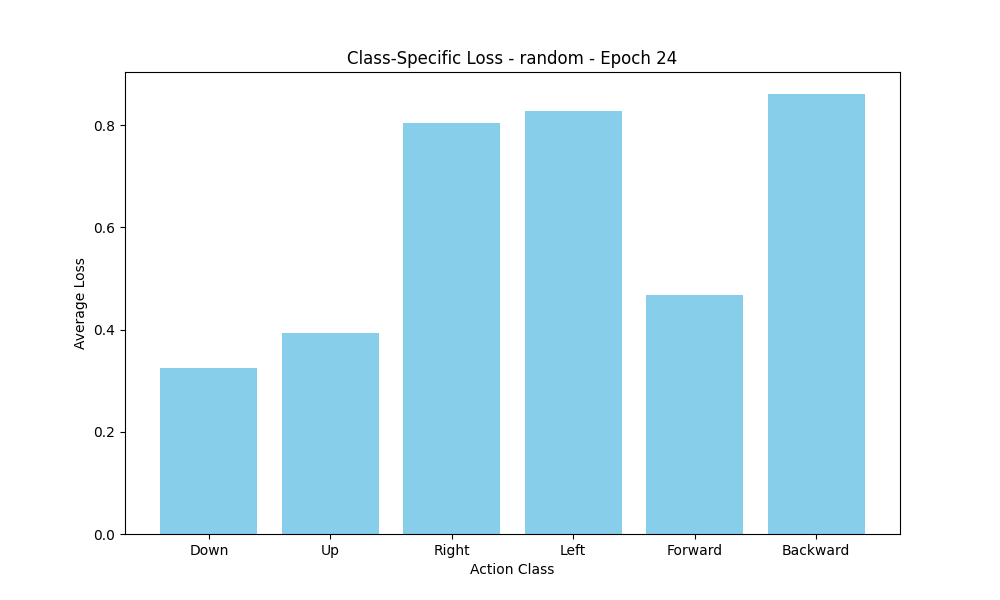 Class-Specific Loss - random - Epoch 24
Average Loss
0.8
0.6
0.4
0.2
0.0
Down Up Right Left Forward Backward
Action Class